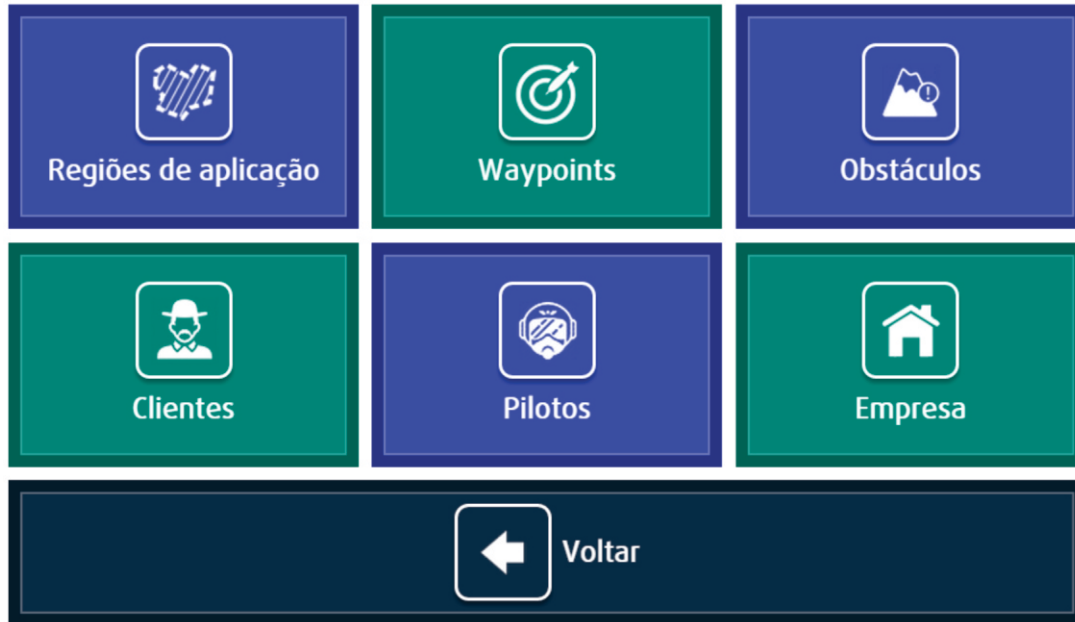 Regiões de aplicação
Waypoints
Obstáculos
Clientes
Pilotos
Empresa
Voltar